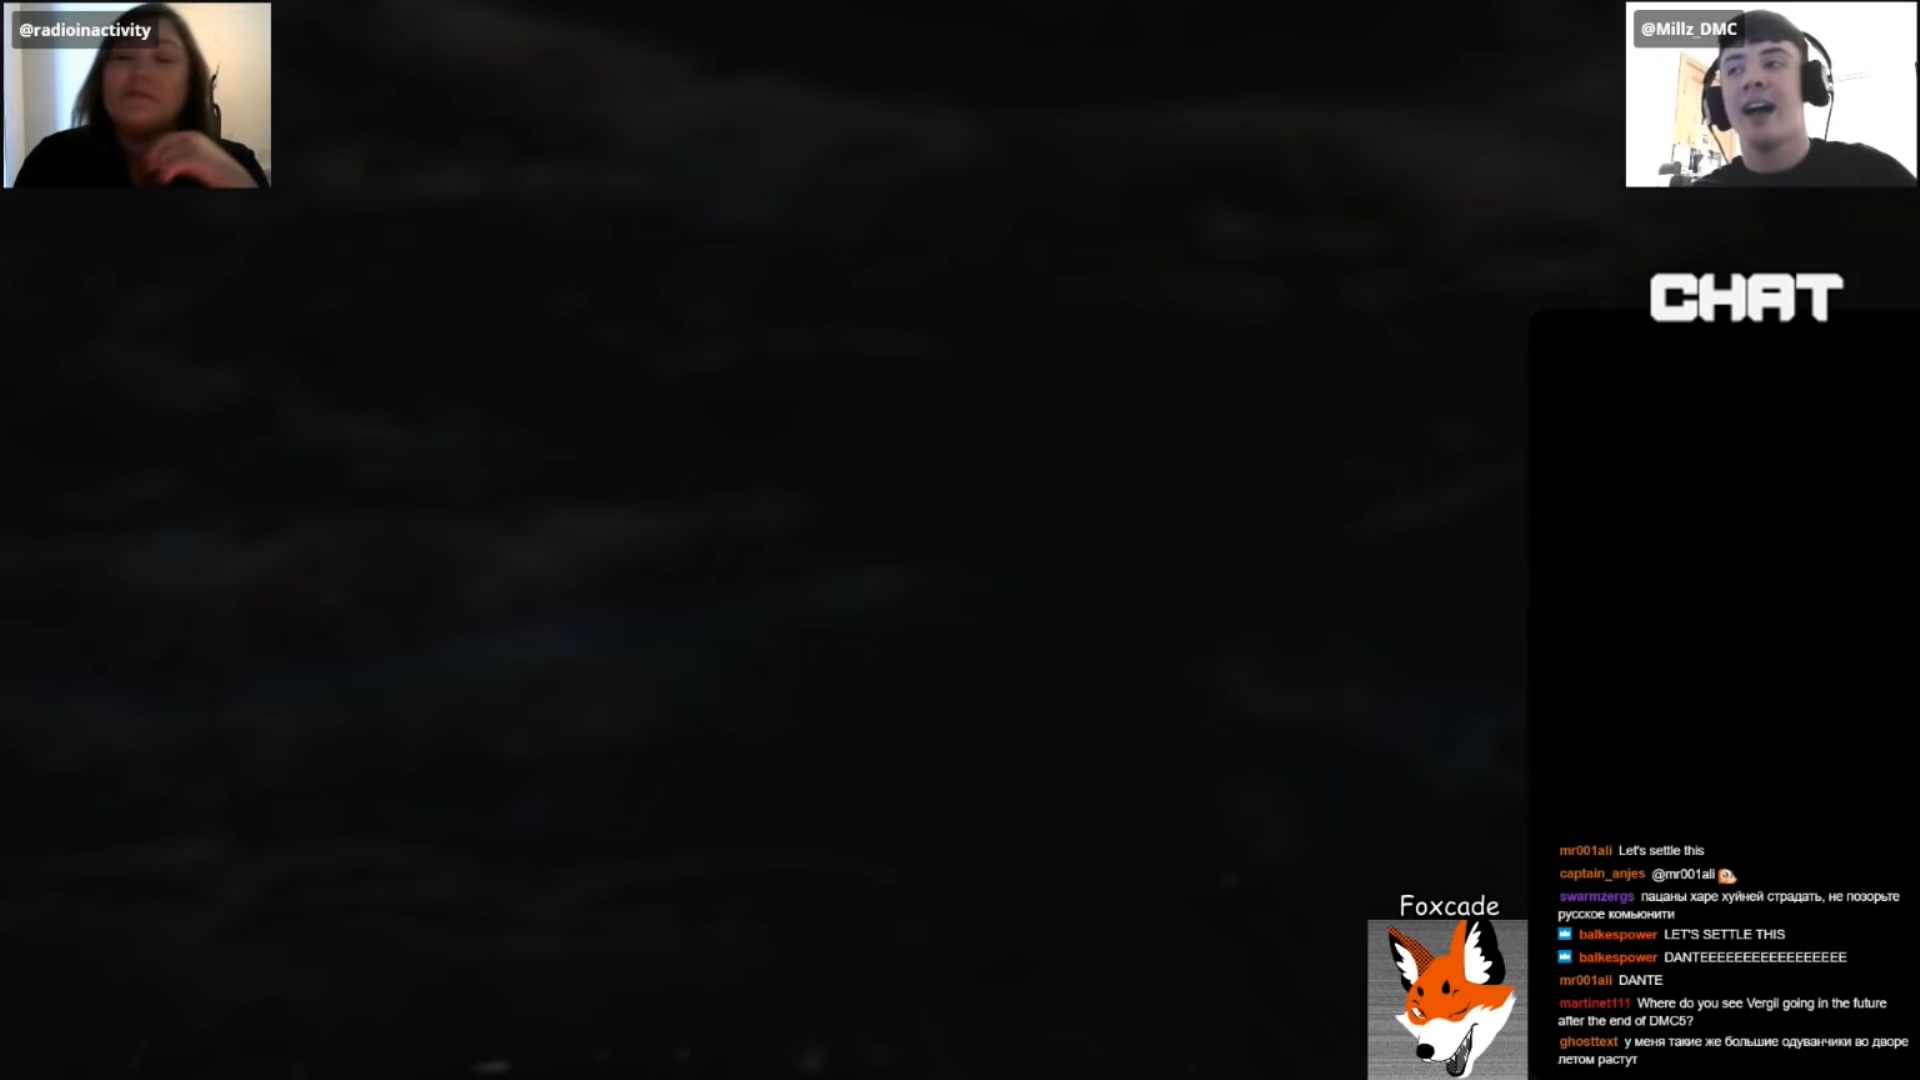 @radioinactivity
@Millz_DMC
CHAT
mr001ali Let's settle this
captain_anjes @mr001ali
swarmzergs пацаны харе хуйней страдать, не позорьте
русское комьюнити
balkespower LET'S SETTLE THIS
balkespower DANTEEEEEEEEEEEEEEEEE
mr001ali DANTE
martinet111 Where do you see Vergil going in the future
after the end of DMC5?
ghosttext у меня такие же большие одуванчики во дворе
летом растут
Foxcade